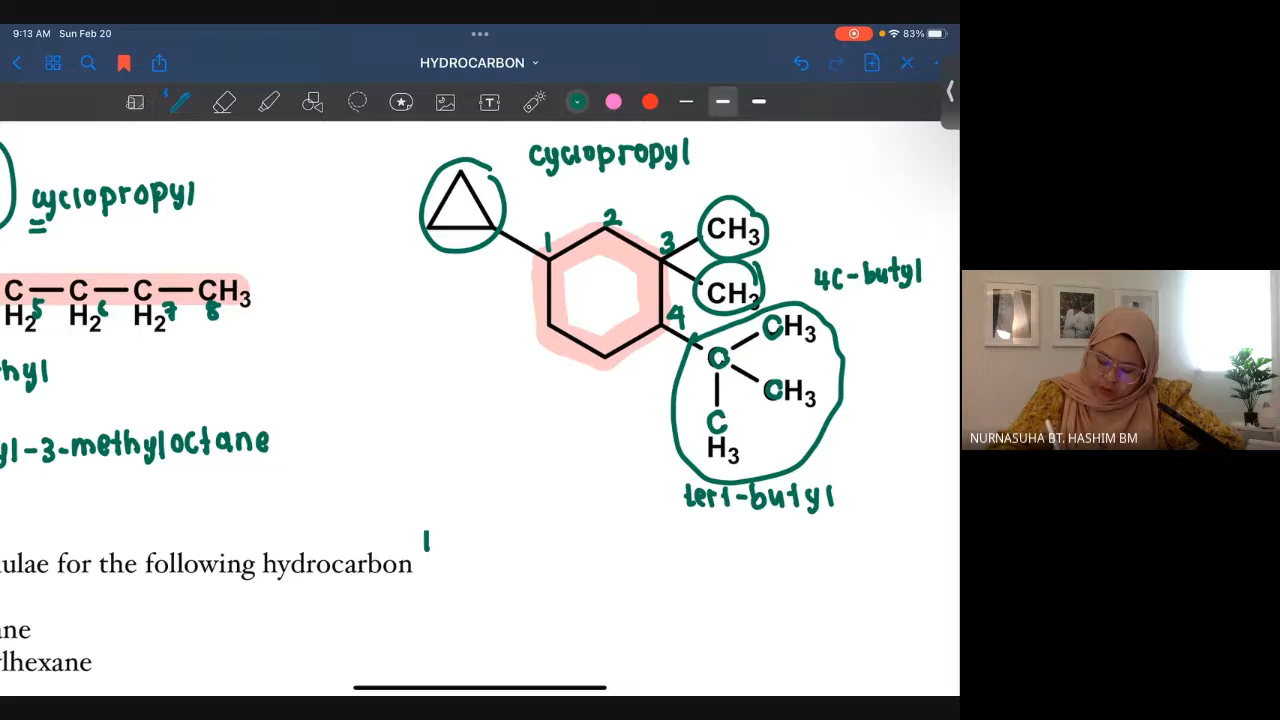 9:13 AM Sun Feb 20
83%
HYDROCARBON
T
cyclopropyl
cyclopropyl
1
2
3
4
CH3
CH3
4C-butyl
C—C—C—CH3
H2 H2 H2
5 6 7 8
C
CH3
CH3
C
H3
tert-butyl
hyl
yl-3-methyloctane
1
ulae for the following hydrocarbon
ane
lhexane
NURNASUHA BT. HASHIM BM